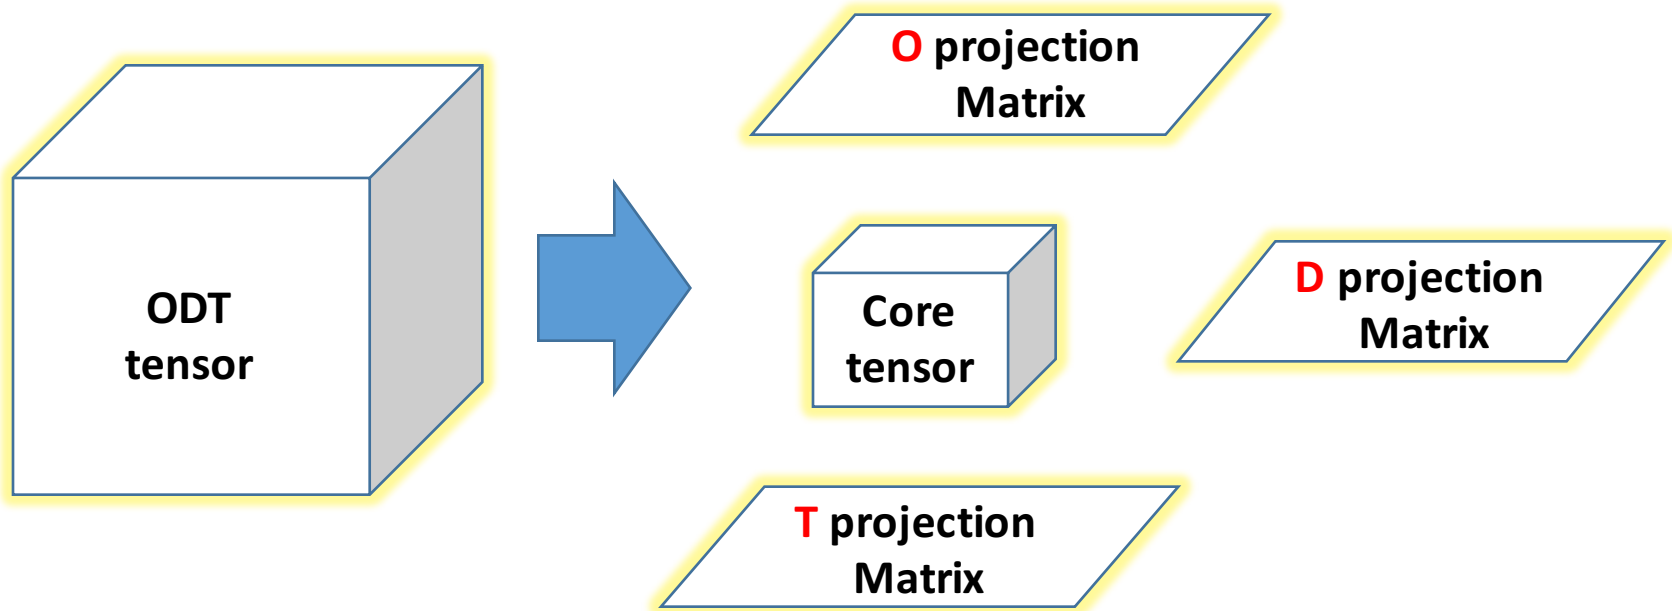 ODT
tensor
O projection
Matrix
Core
tensor
D projection
Matrix
T projection
Matrix